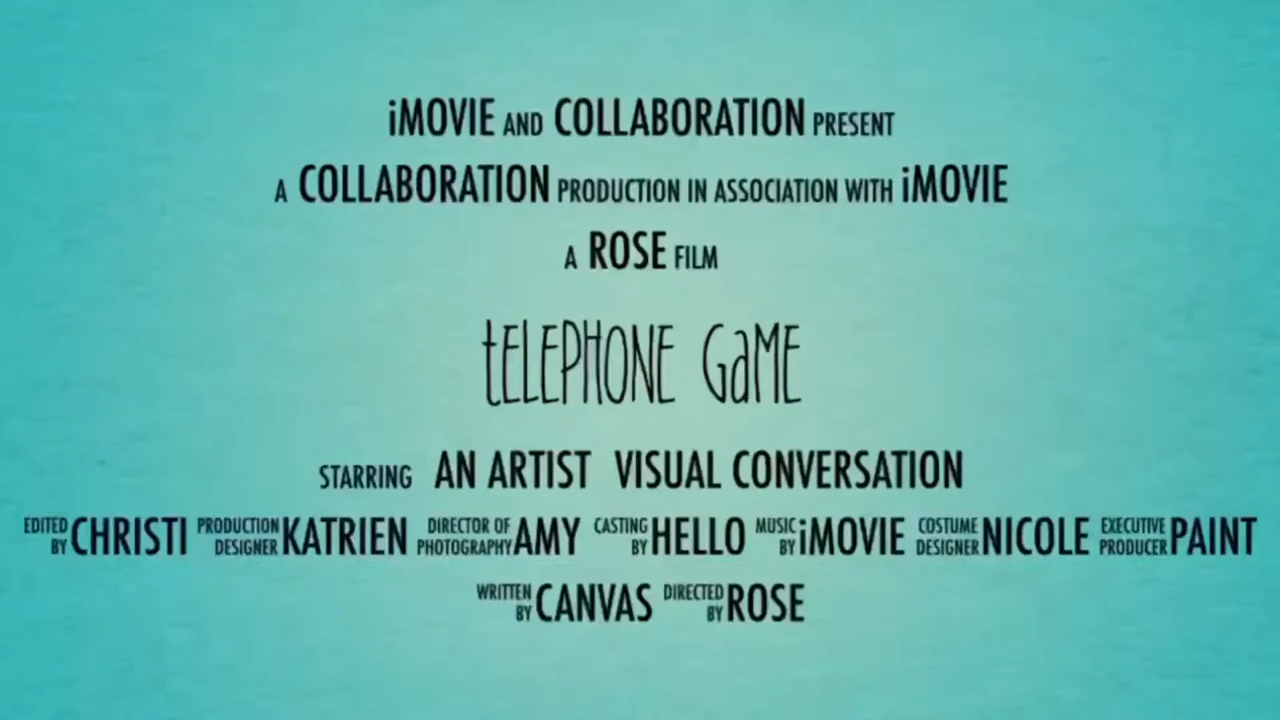 iMOVIE AND COLLABORATION PRESENT
A COLLABORATION PRODUCTION IN ASSOCIATION WITH iMOVIE
A ROSE FILM
tELEPHONE GaME
STARRING AN ARTIST VISUAL CONVERSATION
EDITED BY CHRISTI PRODUCTION DESIGNER KATRIEN DIRECTOR OF PHOTOGRAPHY AMY CASTING BY HELLO MUSIC BY iMOVIE COSTUME DESIGNER NICOLE EXECUTIVE PRODUCER PAINT
WRITTEN BY CANVAS DIRECTED BY ROSE